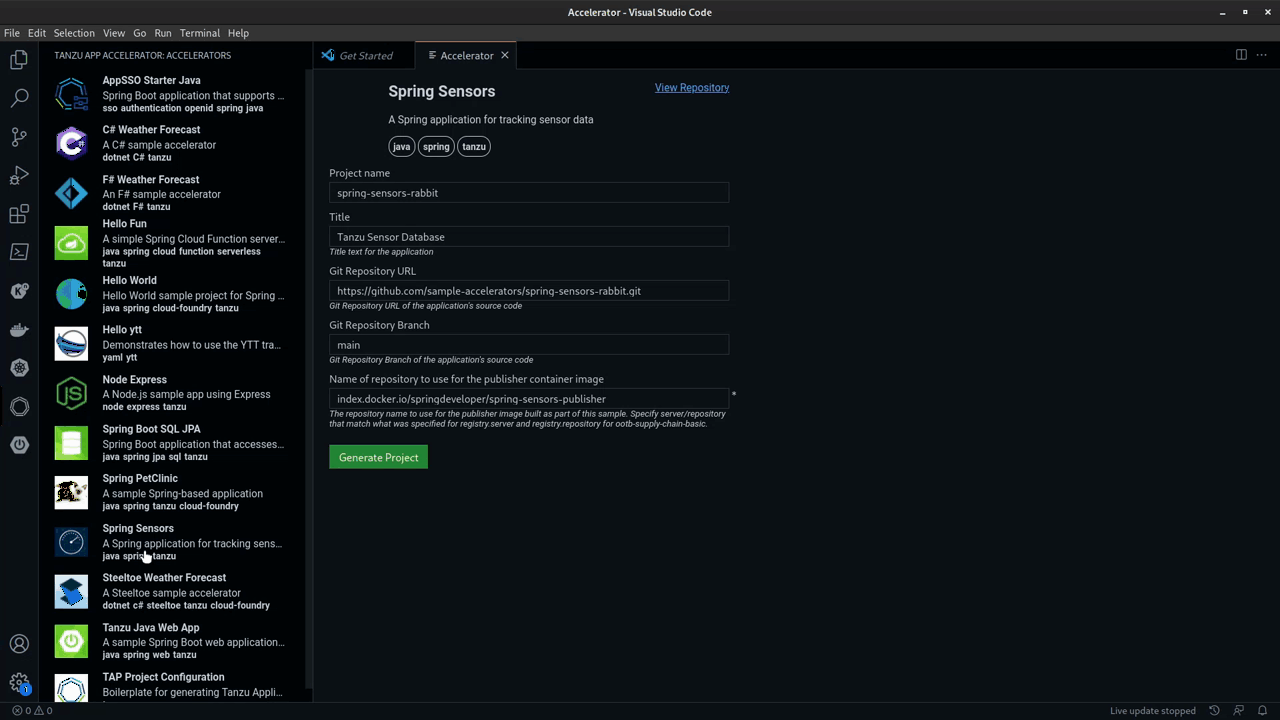 Accelerator - Visual Studio Code
File Edit Selection View Go Run Terminal Help
TANZU APP ACCELERATOR: ACCELERATORS
AppSSO Starter Java
Spring Boot application that supports ...
sso authentication openid spring java
C# Weather Forecast
A C# sample accelerator
dotnet C# tanzu
F# Weather Forecast
An F# sample accelerator
dotnet F# tanzu
Hello Fun
A simple Spring Cloud Function server...
java spring cloud function serverless
tanzu
Hello World
Hello World sample project for Spring ...
java spring cloud-foundry tanzu
Hello ytt
Demonstrates how to use the YTT tra...
yaml ytt
Node Express
A Node.js sample app using Express
node express tanzu
Spring Boot SQL JPA
Spring Boot application that accesses...
java spring jpa sql tanzu
Spring PetClinic
A sample Spring-based application
java spring tanzu cloud-foundry
Spring Sensors
A Spring application for tracking sens...
java spring tanzu
Steeltoe Weather Forecast
A Steeltoe sample accelerator
dotnet c# steeltoe tanzu cloud-foundry
Tanzu Java Web App
A sample Spring Boot web application...
java spring web tanzu
TAP Project Configuration
Boilerplate for generating Tanzu Appli...
Get Started
Accelerator
Spring Sensors
View Repository
A Spring application for tracking sensor data
java spring tanzu
Project name
spring-sensors-rabbit
Title
Tanzu Sensor Database
Title text for the application
Git Repository URL
https://github.com/sample-accelerators/spring-sensors-rabbit.git
Git Repository URL of the application's source code
Git Repository Branch
main
Git Repository Branch of the application's source code
Name of repository to use for the publisher container image
index.docker.io/springdeveloper/spring-sensors-publisher
*
The repository name to use for the publisher image built as part of this sample. Specify server/repository
that match what was specified for registry.server and registry.repository for ootb-supply-chain-basic.
Generate Project
1
0 0
Live update stopped